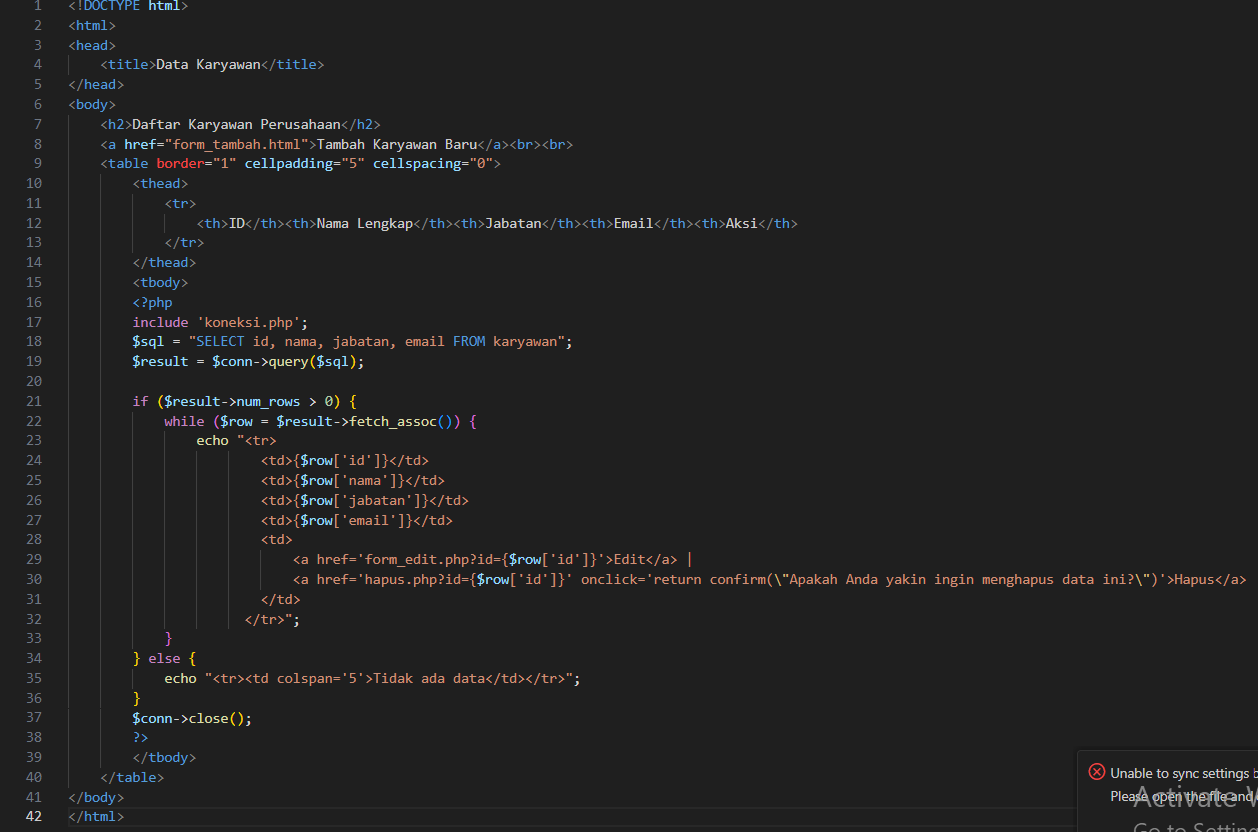 1 <!DOCTYPE html>
2 <html>
3 <head>
4     <title>Data Karyawan</title>
5 </head>
6 <body>
7     <h2>Daftar Karyawan Perusahaan</h2>
8     <a href="form_tambah.html">Tambah Karyawan Baru</a><br><br>
9     <table border="1" cellpadding="5" cellspacing="0">
10         <thead>
11             <tr>
12                 <th>ID</th><th>Nama Lengkap</th><th>Jabatan</th><th>Email</th><th>Aksi</th>
13             </tr>
14         </thead>
15         <tbody>
16         <?php
17         include 'koneksi.php';
18         $sql = "SELECT id, nama, jabatan, email FROM karyawan";
19         $result = $conn->query($sql);
20
21         if ($result->num_rows > 0) {
22             while ($row = $result->fetch_assoc()) {
23                 echo "<tr>
24                         <td>{$row['id']}</td>
25                         <td>{$row['nama']}</td>
26                         <td>{$row['jabatan']}</td>
27                         <td>{$row['email']}</td>
28                         <td>
29                             <a href='form_edit.php?id={$row['id']}'>Edit</a> |
30                             <a href='hapus.php?id={$row['id']}' onclick='return confirm(\"Apakah Anda yakin ingin menghapus data ini?\")'>Hapus</a>
31                         </td>
32                       </tr>";
33             }
34         } else {
35             echo "<tr><td colspan='5'>Tidak ada data</td></tr>";
36         }
37         $conn->close();
38         ?>
39         </tbody>
40     </table>
41 </body>
42 </html>
Unable to sync settings
Please open the file and
Activate
Go to